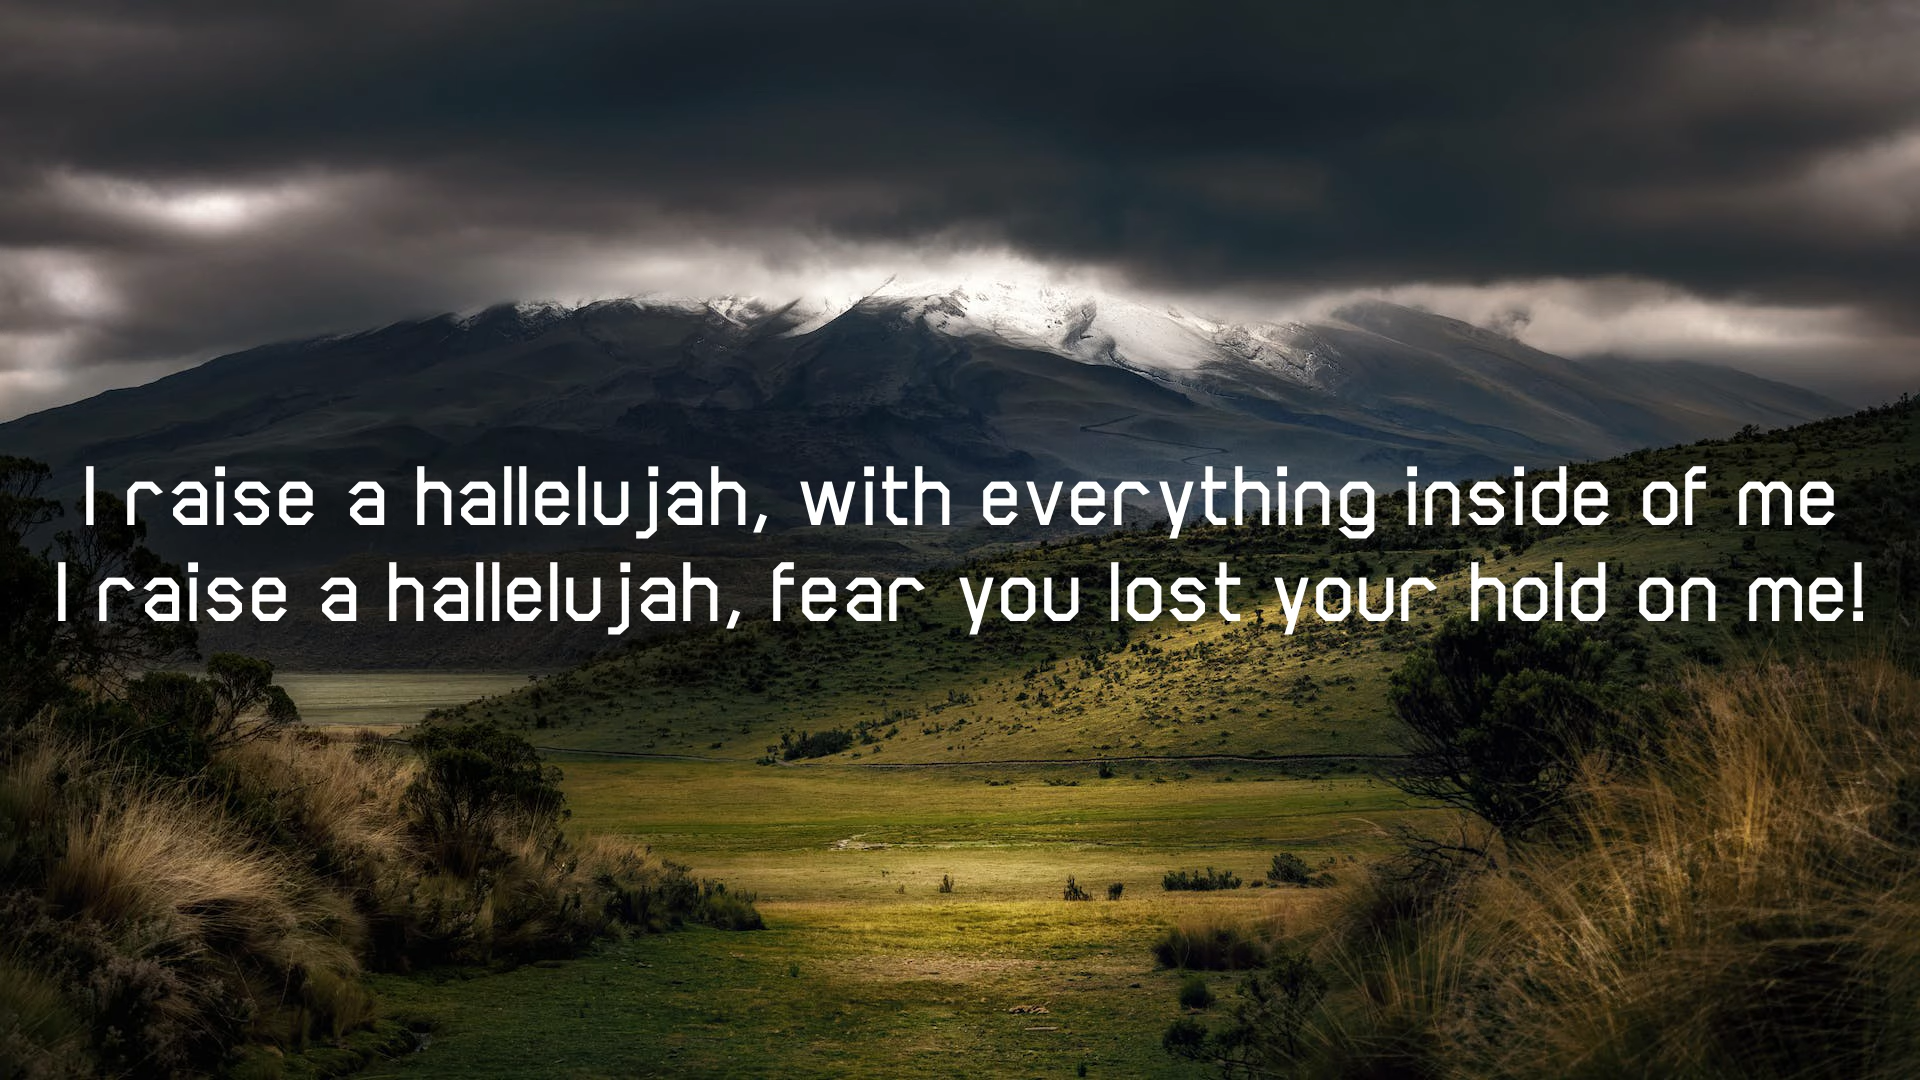 I raise a hallelujah, with everything inside of me
I raise a hallelujah, fear you lost your hold on me!